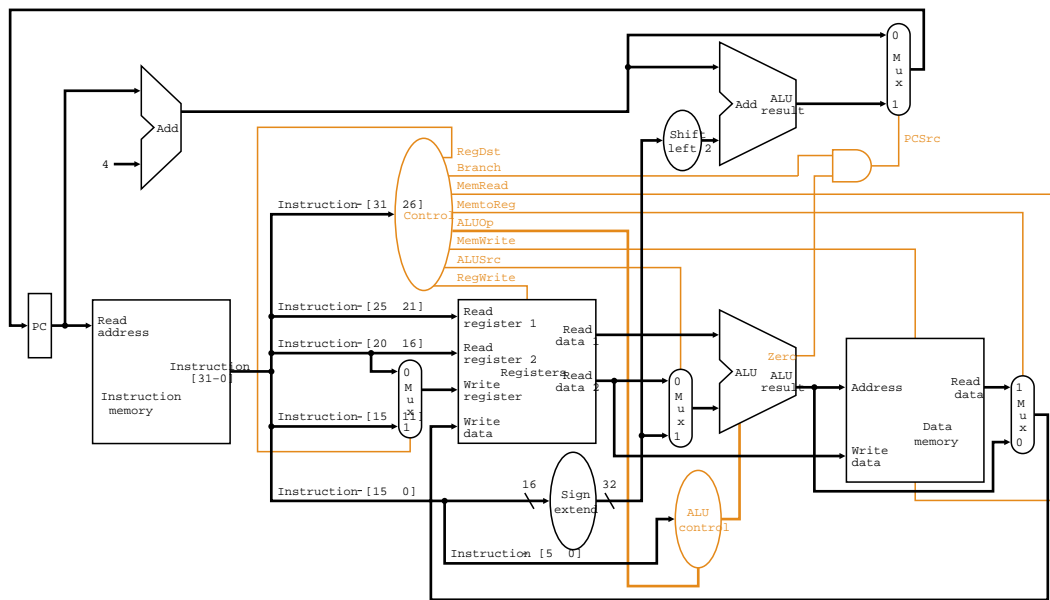 0
M
u
x
1
Add
ALU
result
Add
4
Shift
left 2
PCSrc
RegDst
Branch
MemRead
MemtoReg
ALUOp
MemWrite
ALUSrc
RegWrite
Control
Instruction [31 26]
Instruction [25 21]
Instruction [20 16]
Instruction [15 11]
Instruction [15 0]
Instruction [5 0]
PC
Read
address
Instruction
[31-0]
Instruction
memory
0
M
u
x
1
Read
register 1
Read
register 2
Write
register
Write
data
Registers
Read
data 1
Read
data 2
0
M
u
x
1
Zero
ALU
ALU
result
Address
Read
data
Data
memory
Write
data
1
M
u
x
0
16
Sign
extend
32
ALU
control